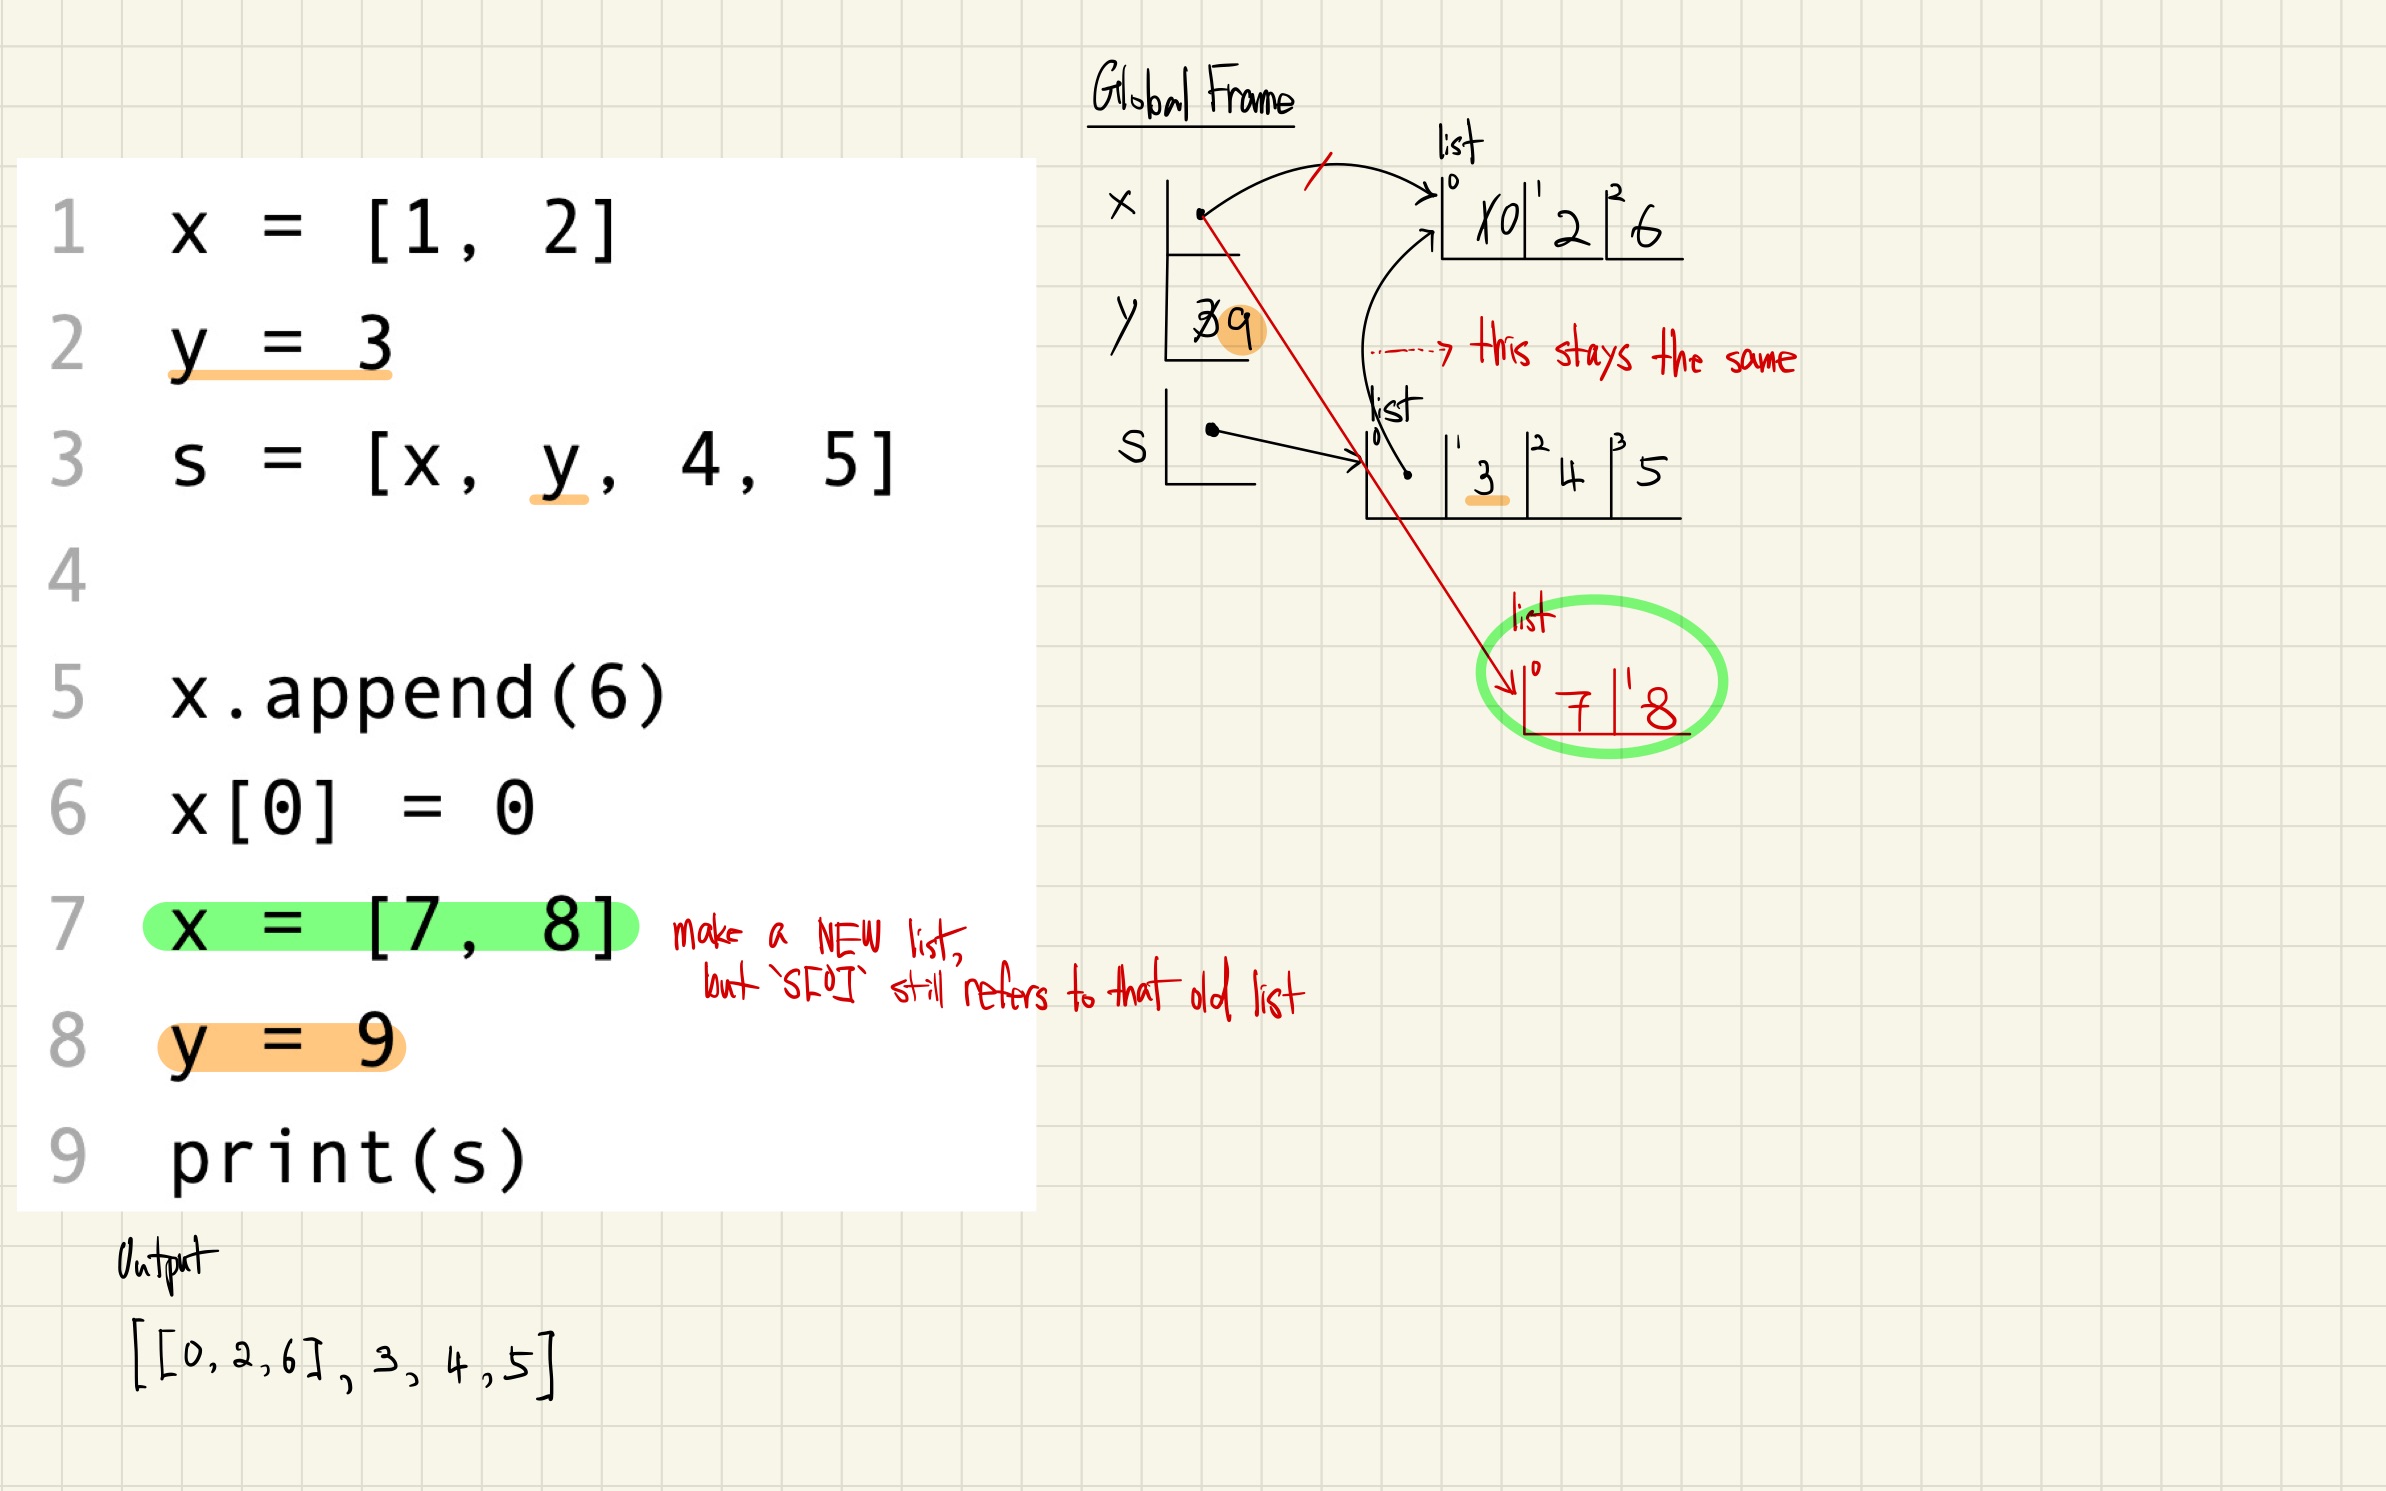 1 x = [1, 2]
2 y = 3
3 s = [x, y, 4, 5]
4
5 x.append(6)
6 x[0] = 0
7 x = [7, 8]
make a NEW list,
but `s[0]` still refers to that old list
8 y = 9
9 print(s)
Output
[[0, 2, 6], 3, 4, 5]
Global Frame
list
x
0 1 2
1 0 2 6
y 3 9
this stays the same
list
s
0 1 2 3
3 4 5
list
0 1
7 8